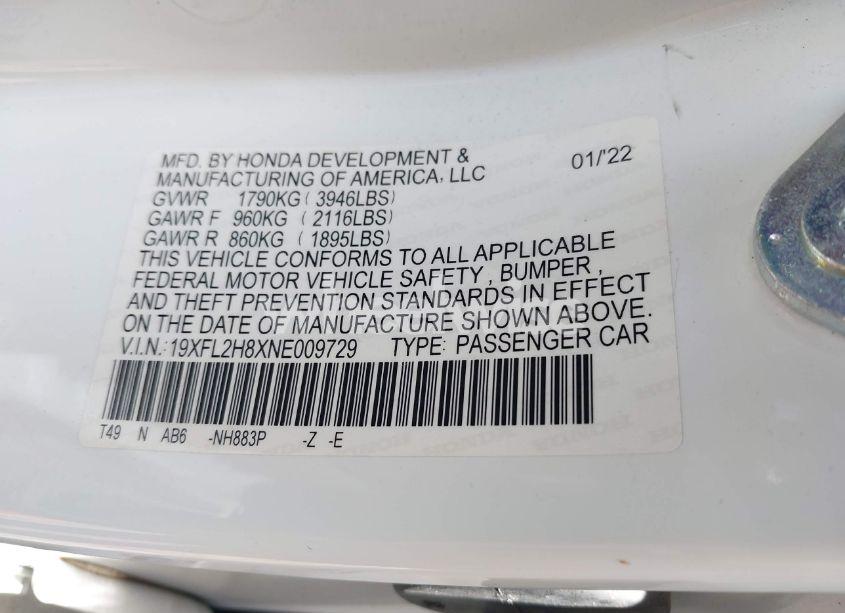 MFD. BY HONDA DEVELOPMENT &
MANUFACTURING OF AMERICA, LLC 01/'22
GVWR 1790KG ( 3946LBS)
GAWR F 960KG ( 2116LBS)
GAWR R 860KG ( 1895LBS)
THIS VEHICLE CONFORMS TO ALL APPLICABLE
FEDERAL MOTOR VEHICLE SAFETY , BUMPER ,
AND THEFT PREVENTION STANDARDS IN EFFECT
ON THE DATE OF MANUFACTURE SHOWN ABOVE.
V.I.N.:19XFL2H8XNE009729 TYPE: PASSENGER CAR
T49 N AB6 -NH883P -Z -E